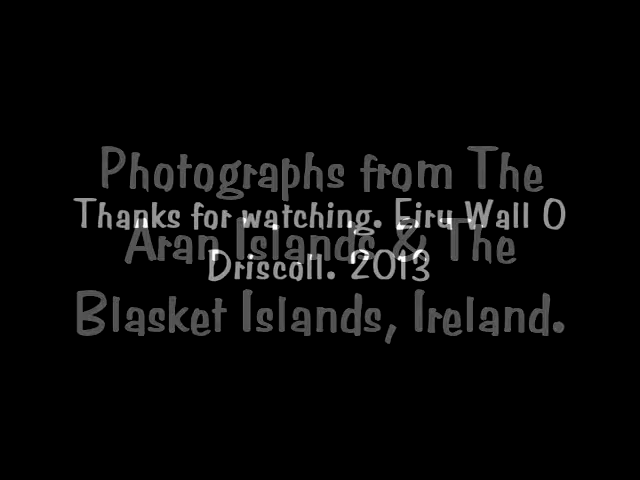 Photographs from The
Aran Islands & The
Blasket Islands, Ireland.
Thanks for watching. Eiru Wall O
Driscoll. 2013